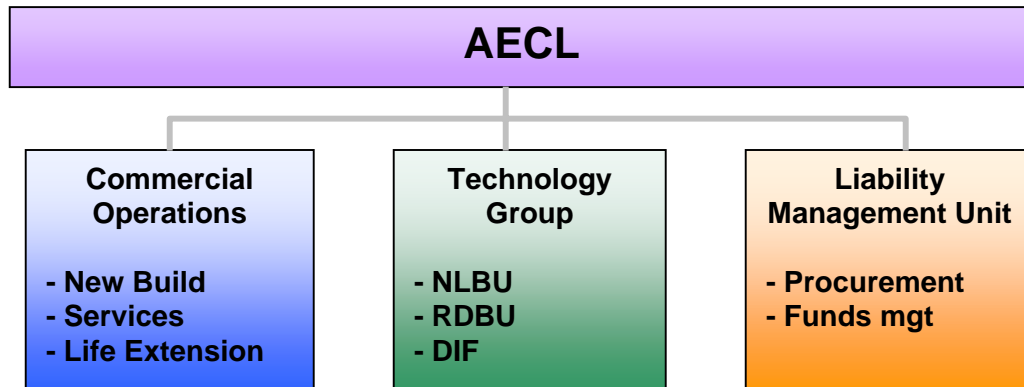 AECL
Commercial
Operations
- New Build
- Services
- Life Extension
Technology
Group
- NLBU
- RDBU
- DIF
Liability
Management Unit
- Procurement
- Funds mgt